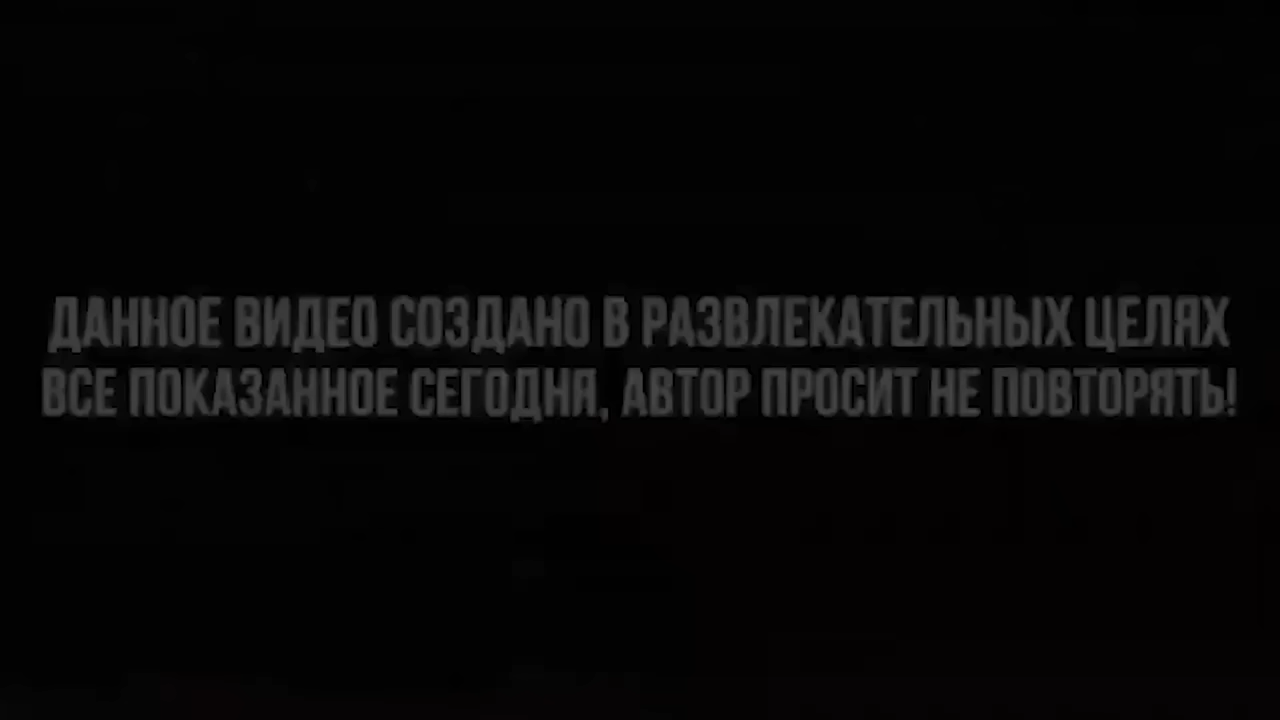 ДАННОЕ ВИДЕО СОЗДАНО В РАЗВЛЕКАТЕЛЬНЫХ ЦЕЛЯХ
ВСЕ ПОКАЗАННОЕ СЕГОДНЯ, АВТОР ПРОСИТ НЕ ПОВТОРЯТЬ!